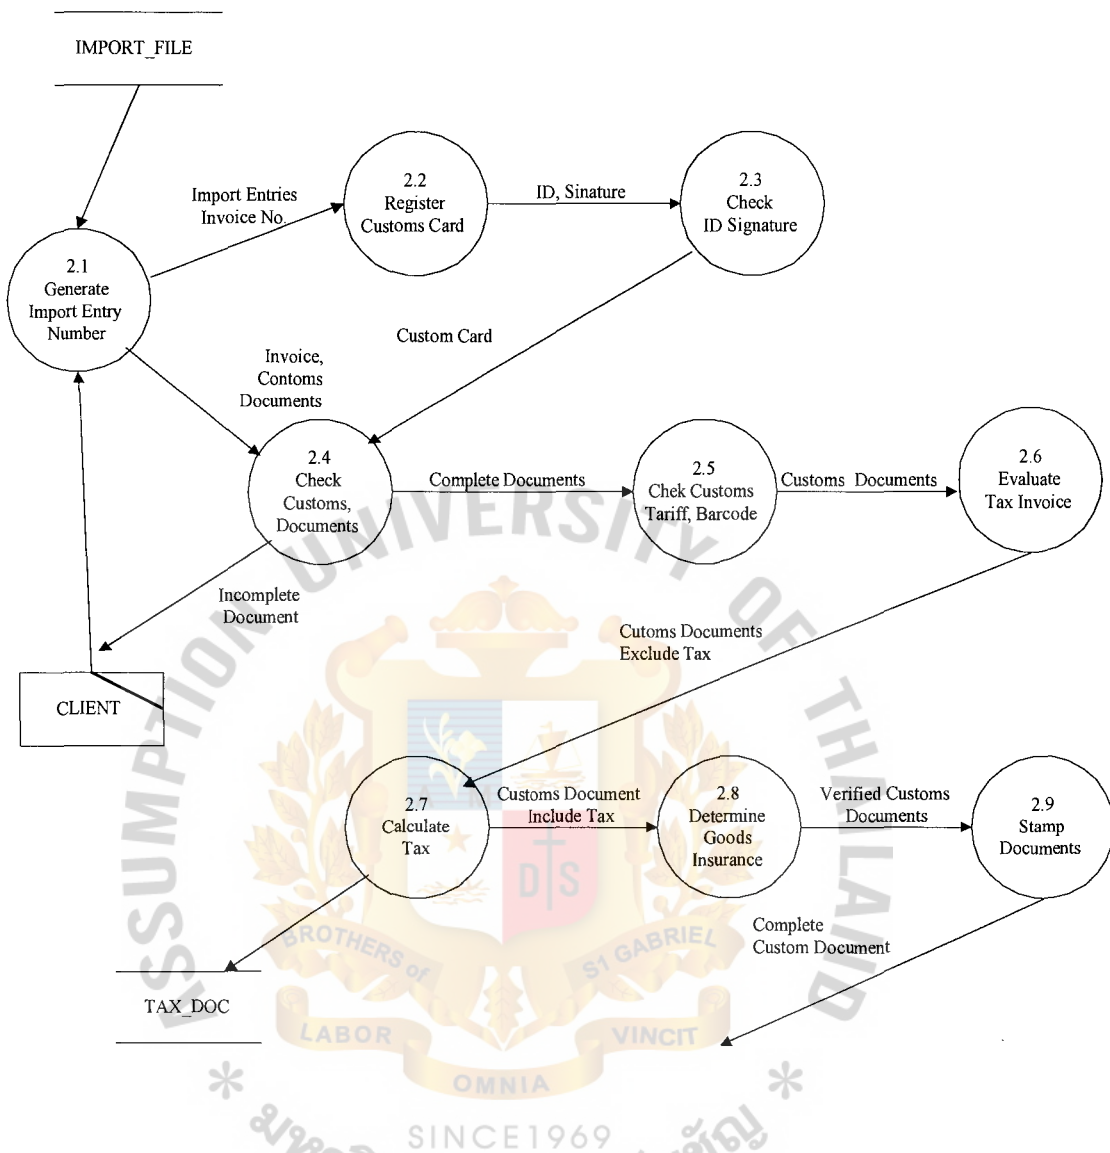 IMPORT_FILE
2.2
Register
Customs Card
ID, Sinature
2.3
Check
ID Signature
Import Entries
Invoice No.
2.1
Generate
Import Entry
Number
Custom Card
Invoice,
Contoms
Documents
2.4
Check
Customs,
Documents
Complete Documents
2.5
Chek Customs
Tariff, Barcode
Customs Documents
2.6
Evaluate
Tax Invoice
Incomplete
Document
Cutoms Documents
Exclude Tax
CLIENT
2.7
Calculate
Tax
Customs Document
Include Tax
2.8
Determine
Goods
Insurance
Verified Customs
Documents
2.9
Stamp
Documents
Complete
Custom Document
TAX_DOC
ASSUMPTION UNIVERSITY OF THAILAND
A M
D S
BROTHERS of
ST GABRIEL
LABOR
VINCIT
OMNIA
SINCE1969